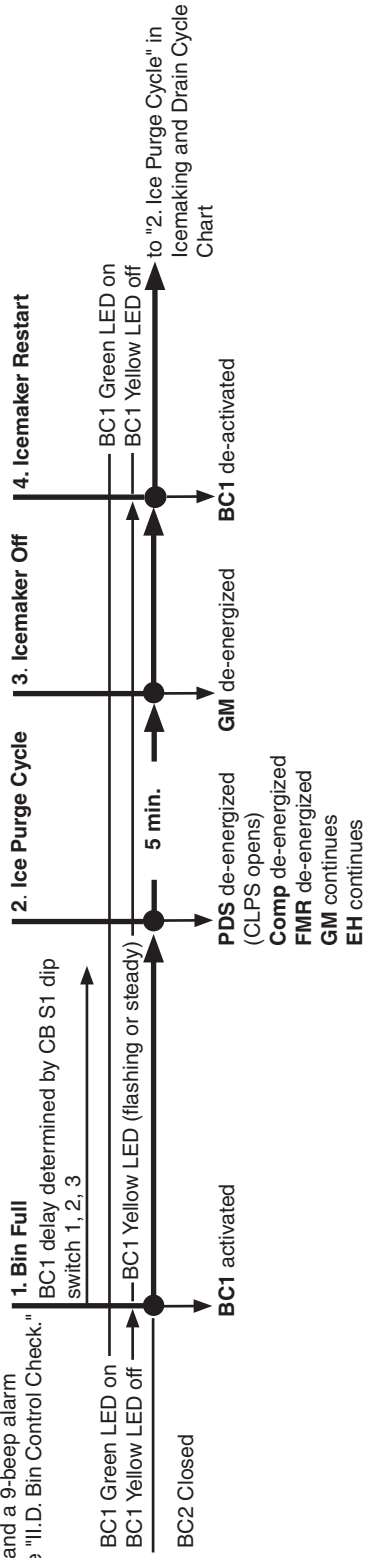 and a 9-beep alarm
"II.D. Bin Control Check."
1. Bin Full
BC1 delay determined by CB S1 dip
switch 1, 2, 3
2. Ice Purge Cycle
3. Icemaker Off
4. Icemaker Restart
BC1 Green LED on
BC1 Yellow LED off
BC1 Yellow LED (flashing or steady)
BC1 Green LED on
BC1 Yellow LED off
BC2 Closed
5 min.
to "2. Ice Purge Cycle" in
Icemaking and Drain Cycle
Chart
BC1 activated
PDS de-energized
(CLPS opens)
Comp de-energized
FMR de-energized
GM continues
EH continues
GM de-energized
BC1 de-activated